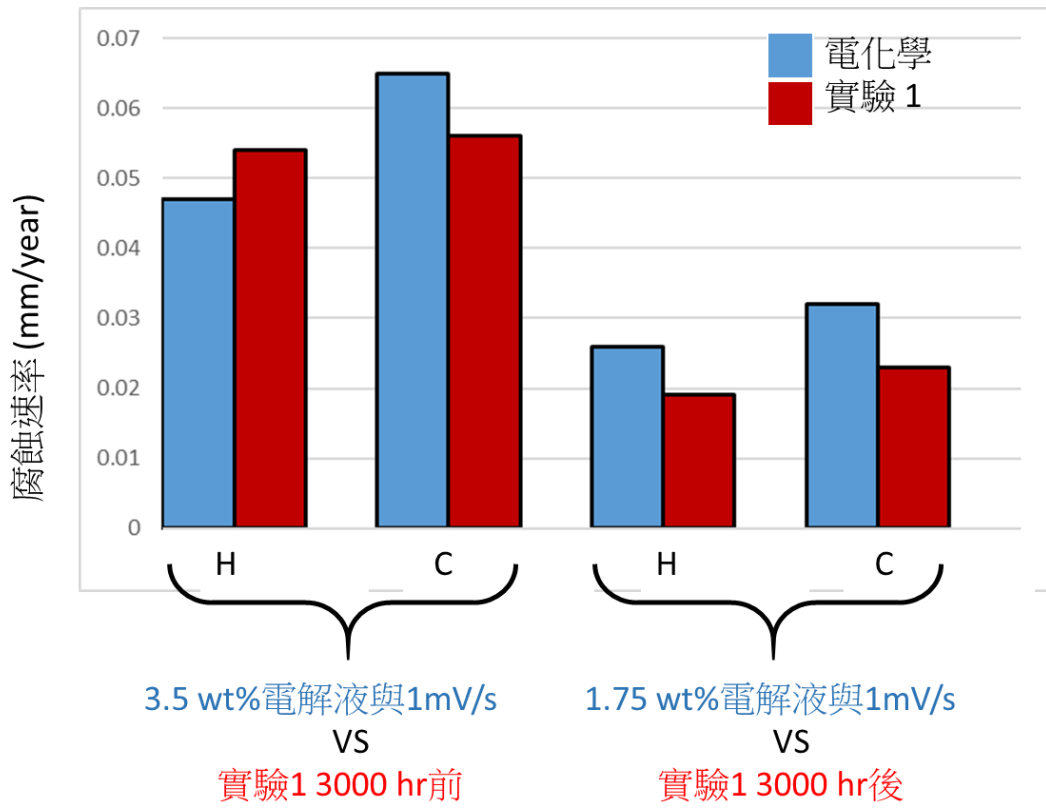 0.07
0.06
0.05
0.04
0.03
0.02
0.01
0
腐蝕速率 (mm/year)
電化學
實驗 1
H
C
H
C
3.5 wt%電解液與1mV/s
VS
實驗1 3000 hr前
1.75 wt%電解液與1mV/s
VS
實驗1 3000 hr後